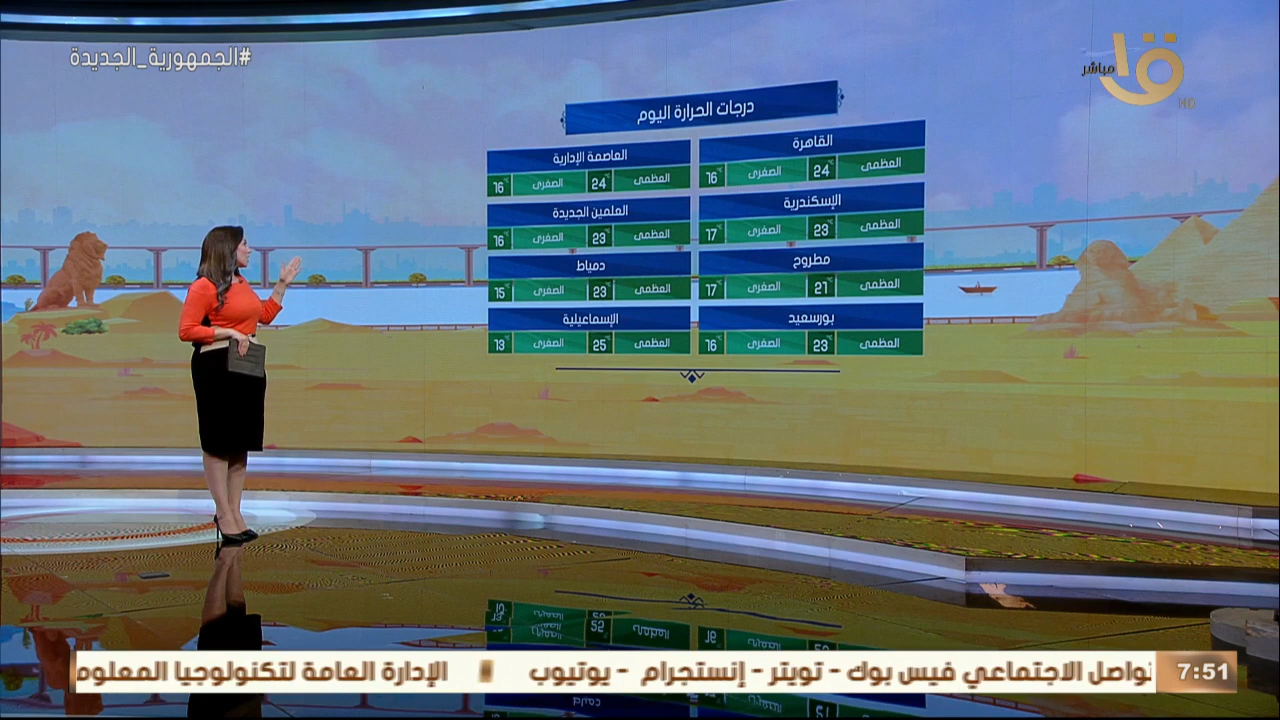 #الجمهورية_الجديدة
مباشر
HD
درجات الحرارة اليوم
القاهرة
العظمى 24°C الصغرى 16°C
العاصمة الإدارية
العظمى 24°C الصغرى 16°C
الإسكندرية
العظمى 23°C الصغرى 17°C
العلمين الجديدة
العظمى 23°C الصغرى 16°C
مطروح
العظمى 21°C الصغرى 17°C
دمياط
العظمى 23°C الصغرى 15°C
بورسعيد
العظمى 23°C الصغرى 16°C
الإسماعيلية
العظمى 25°C الصغرى 13°C
7:51 تواصل الاجتماعي فيس بوك - تويتر - إنستجرام - يوتيوب الإدارة العامة لتكنولوجيا المعلوم